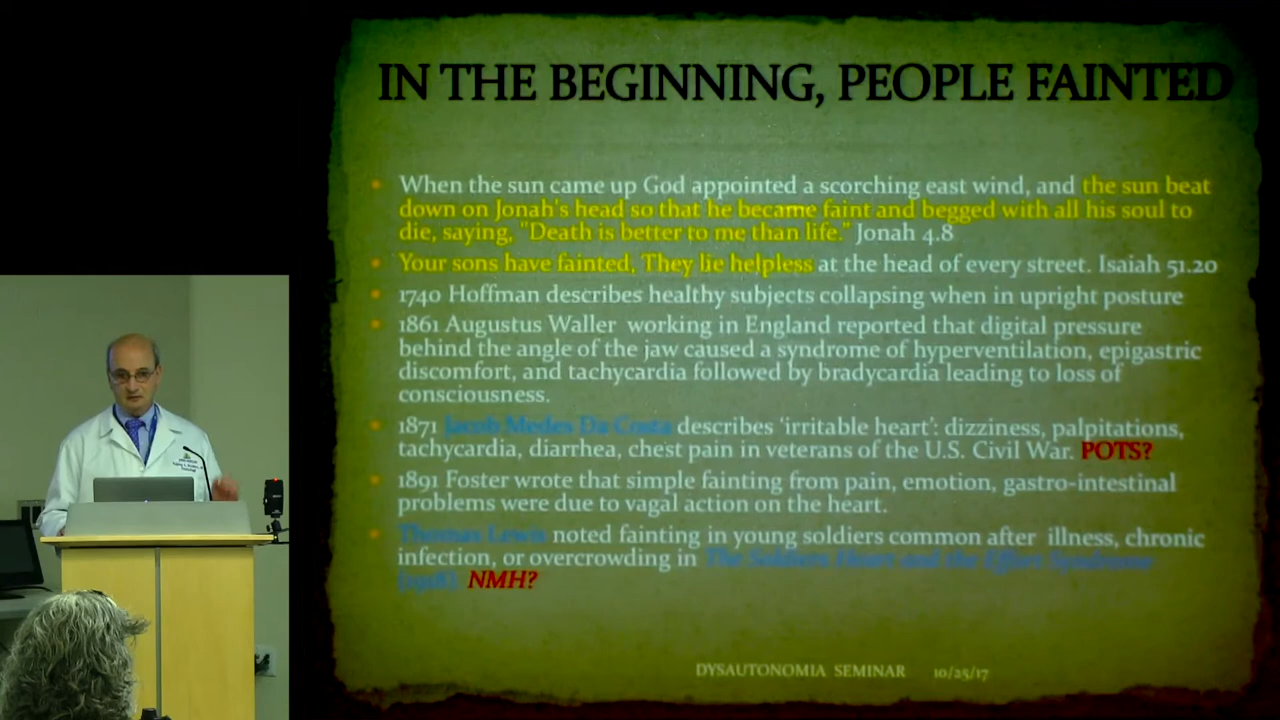 IN THE BEGINNING, PEOPLE FAINTED
• When the sun came up God appointed a scorching east wind, and the sun beat
down on Jonah's head so that he became faint and begged with all his soul to
die, saying, "Death is better to me than life." Jonah 4.8
• Your sons have fainted, They lie helpless at the head of every street. Isaiah 51.20
• 1740 Hoffman describes healthy subjects collapsing when in upright posture
• 1861 Augustus Waller working in England reported that digital pressure
behind the angle of the jaw caused a syndrome of hyperventilation, epigastric
discomfort, and tachycardia followed by bradycardia leading to loss of
consciousness.
• 1871 Jacob Medes Da Costa describes 'irritable heart': dizziness, palpitations,
tachycardia, diarrhea, chest pain in veterans of the U.S. Civil War. POTS?
• 1891 Foster wrote that simple fainting from pain, emotion, gastro-intestinal
problems were due to vagal action on the heart.
• Thomas Lewis noted fainting in young soldiers common after illness, chronic
infection, or overcrowding in The Soldiers Heart and the Effort Syndrome
[1918] NMH?
DYSAUTONOMIA SEMINAR 10/25/17